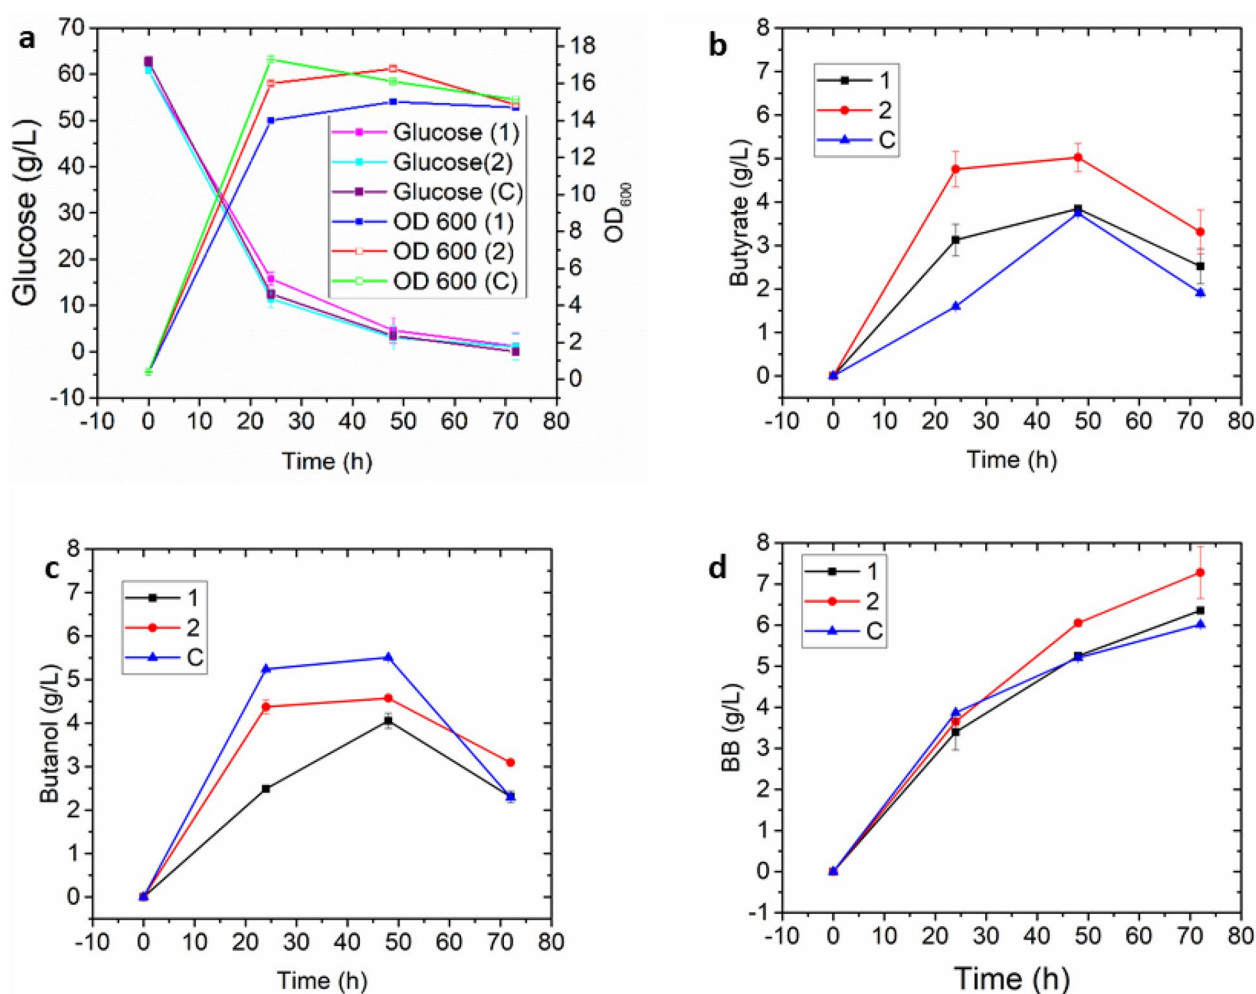 a
70
60
50
40
30
20
10
0
-10
Glucose (g/L)
18
16
14
12
10
8
6
4
2
0
OD600
Glucose (1)
Glucose(2)
Glucose (C)
OD 600 (1)
OD 600 (2)
OD 600 (C)
-10 0 10 20 30 40 50 60 70 80
Time (h)
b
8
7
6
5
4
3
2
1
0
Butyrate (g/L)
1
2
C
-10 0 10 20 30 40 50 60 70 80
Time (h)
c
8
7
6
5
4
3
2
1
0
Butanol (g/L)
1
2
C
-10 0 10 20 30 40 50 60 70 80
Time (h)
d
8
7
6
5
4
3
2
1
0
-1
BB (g/L)
1
2
C
-10 0 10 20 30 40 50 60 70 80
Time (h)